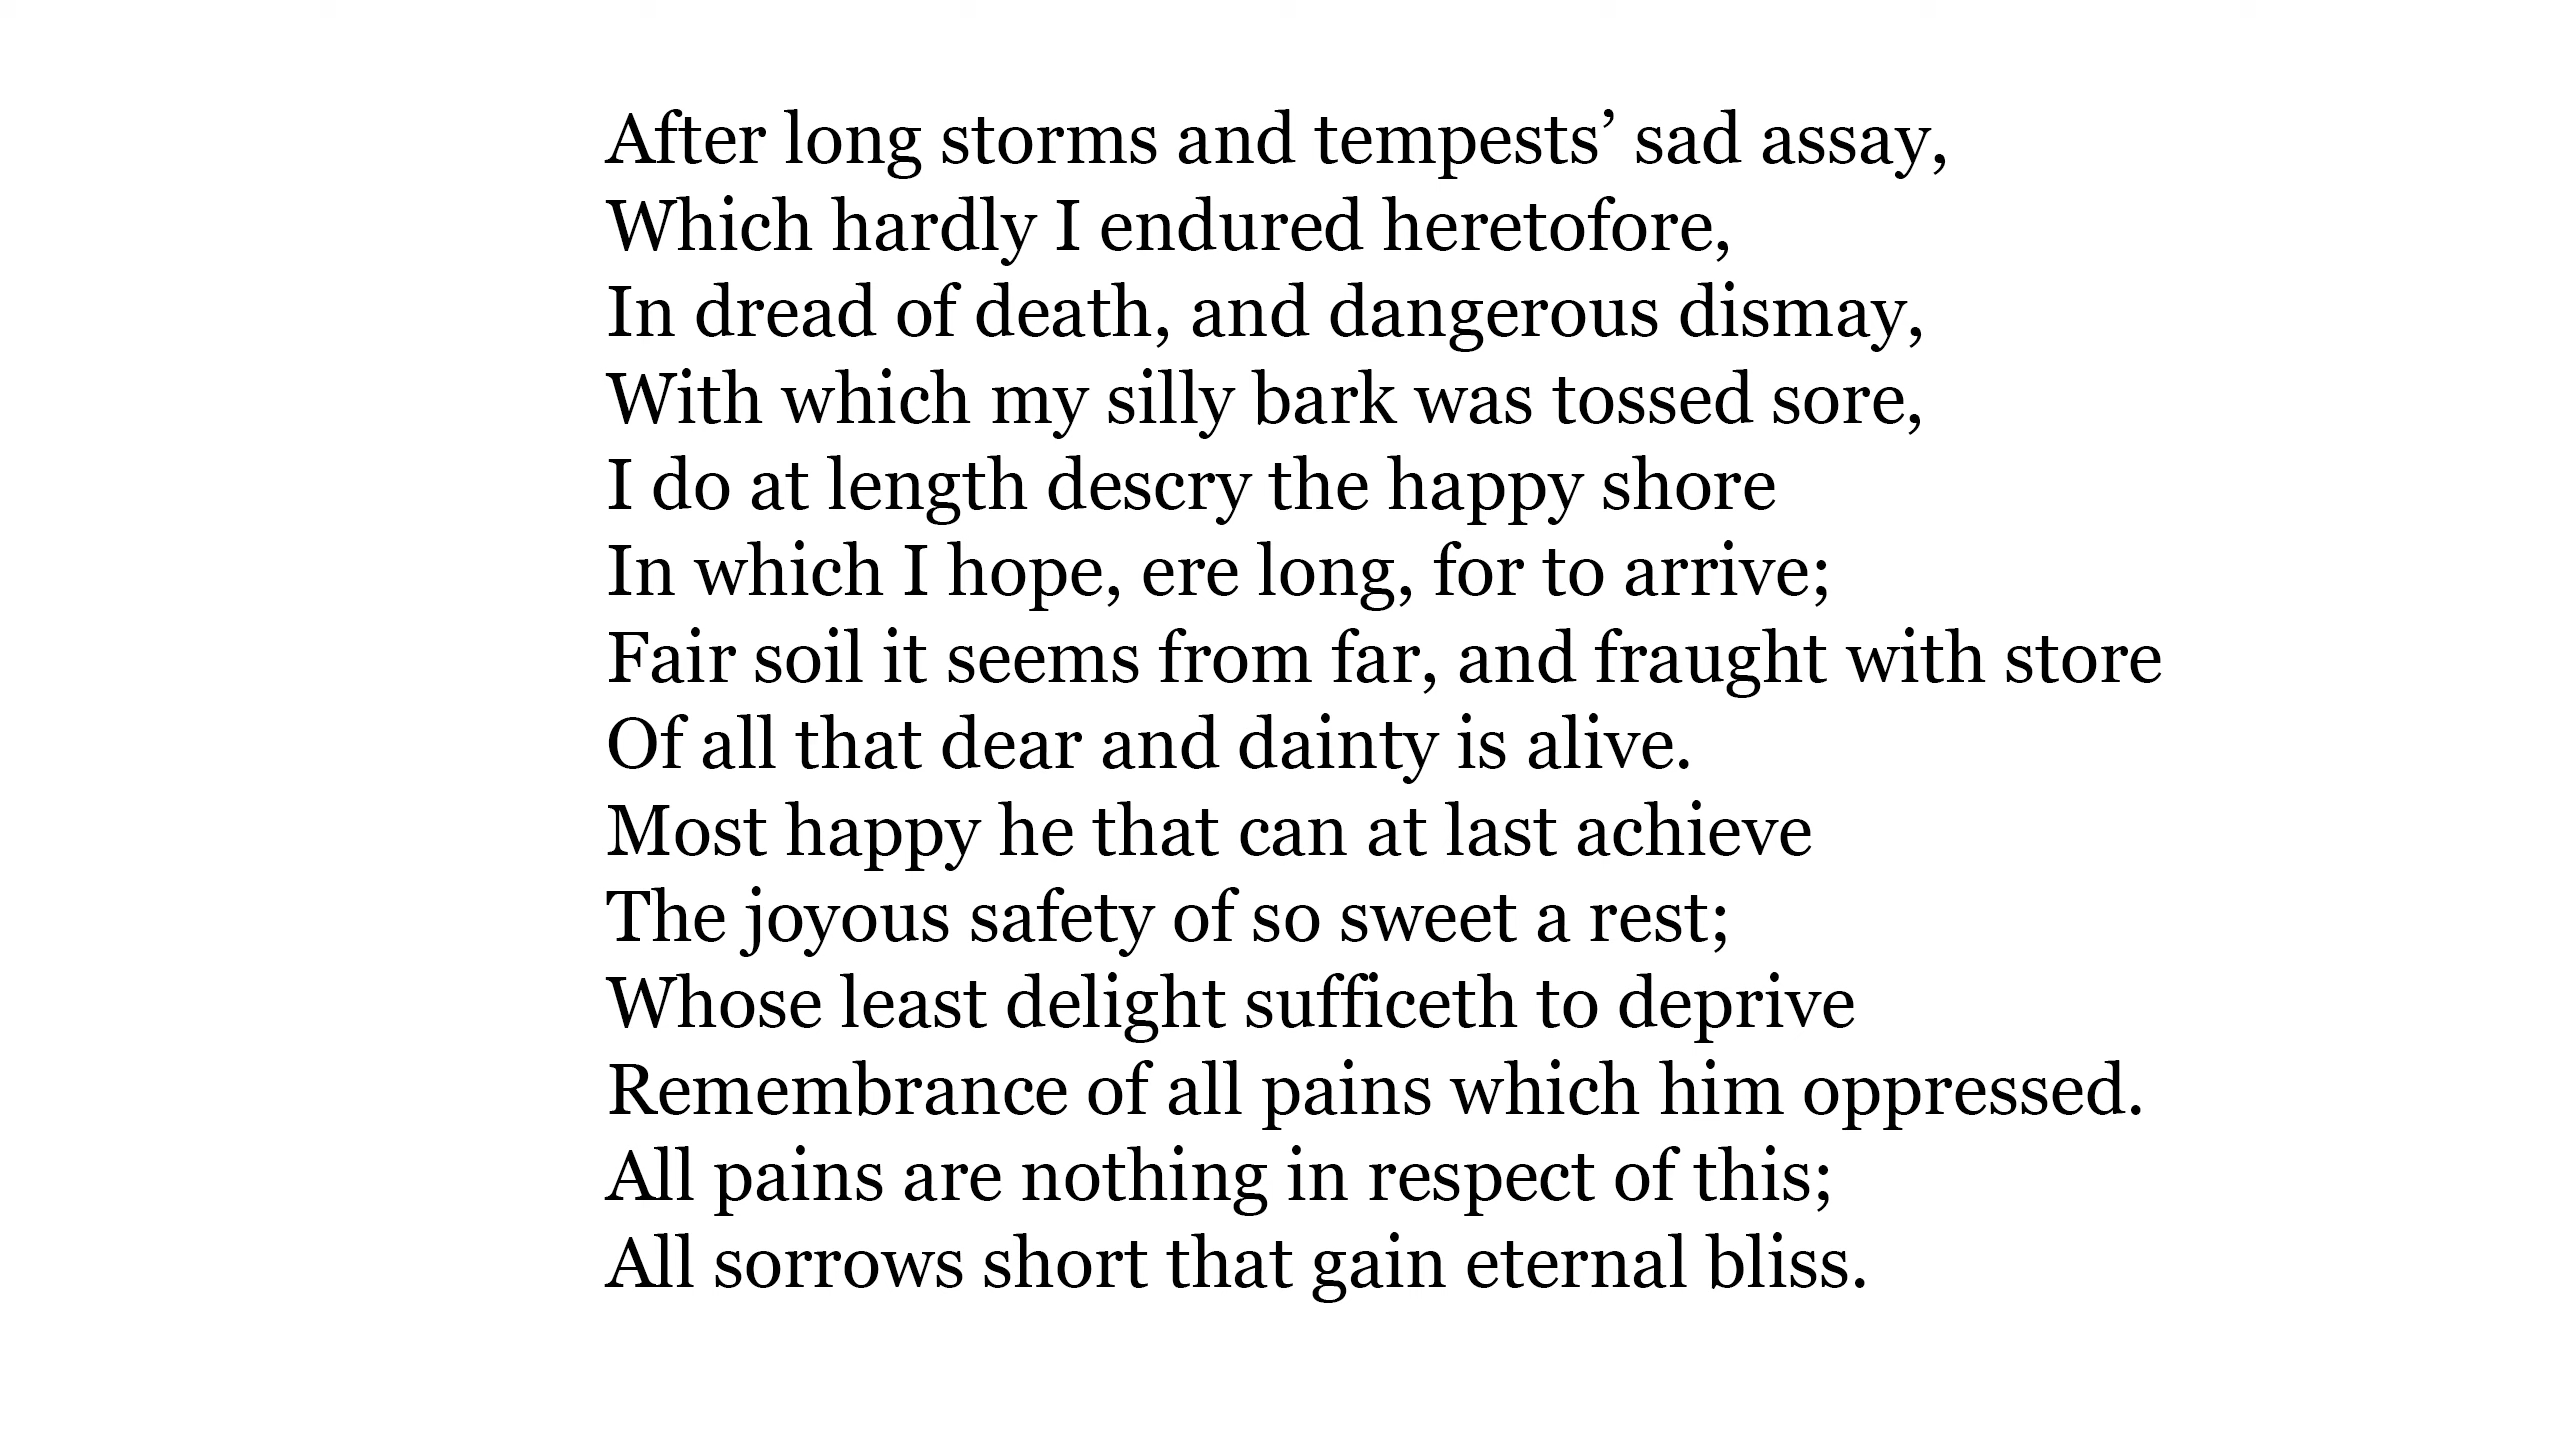 After long storms and tempests’ sad assay,
Which hardly I endured heretofore,
In dread of death, and dangerous dismay,
With which my silly bark was tossed sore,
I do at length descry the happy shore
In which I hope, ere long, for to arrive;
Fair soil it seems from far, and fraught with store
Of all that dear and dainty is alive.
Most happy he that can at last achieve
The joyous safety of so sweet a rest;
Whose least delight sufficeth to deprive
Remembrance of all pains which him oppressed.
All pains are nothing in respect of this;
All sorrows short that gain eternal bliss.